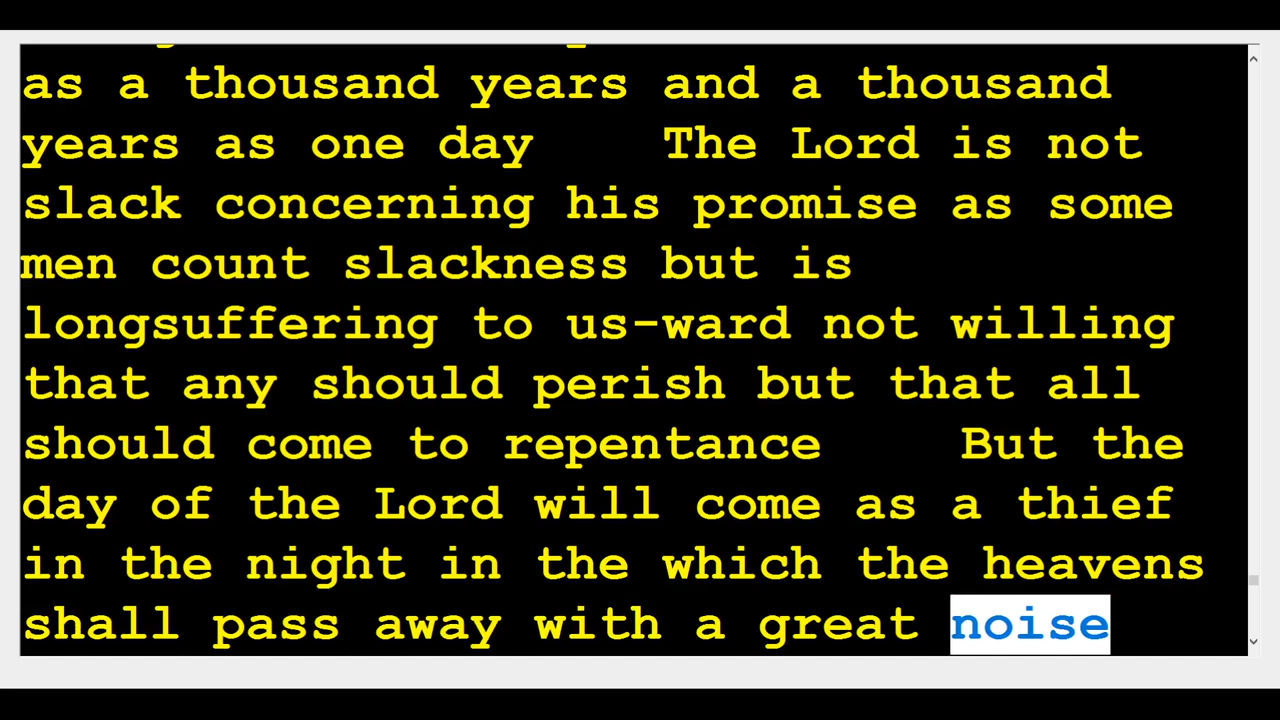 as a thousand years and a thousand
years as one day    The Lord is not
slack concerning his promise as some
men count slackness but is
longsuffering to us-ward not willing
that any should perish but that all
should come to repentance    But the
day of the Lord will come as a thief
in the night in the which the heavens
shall pass away with a great noise